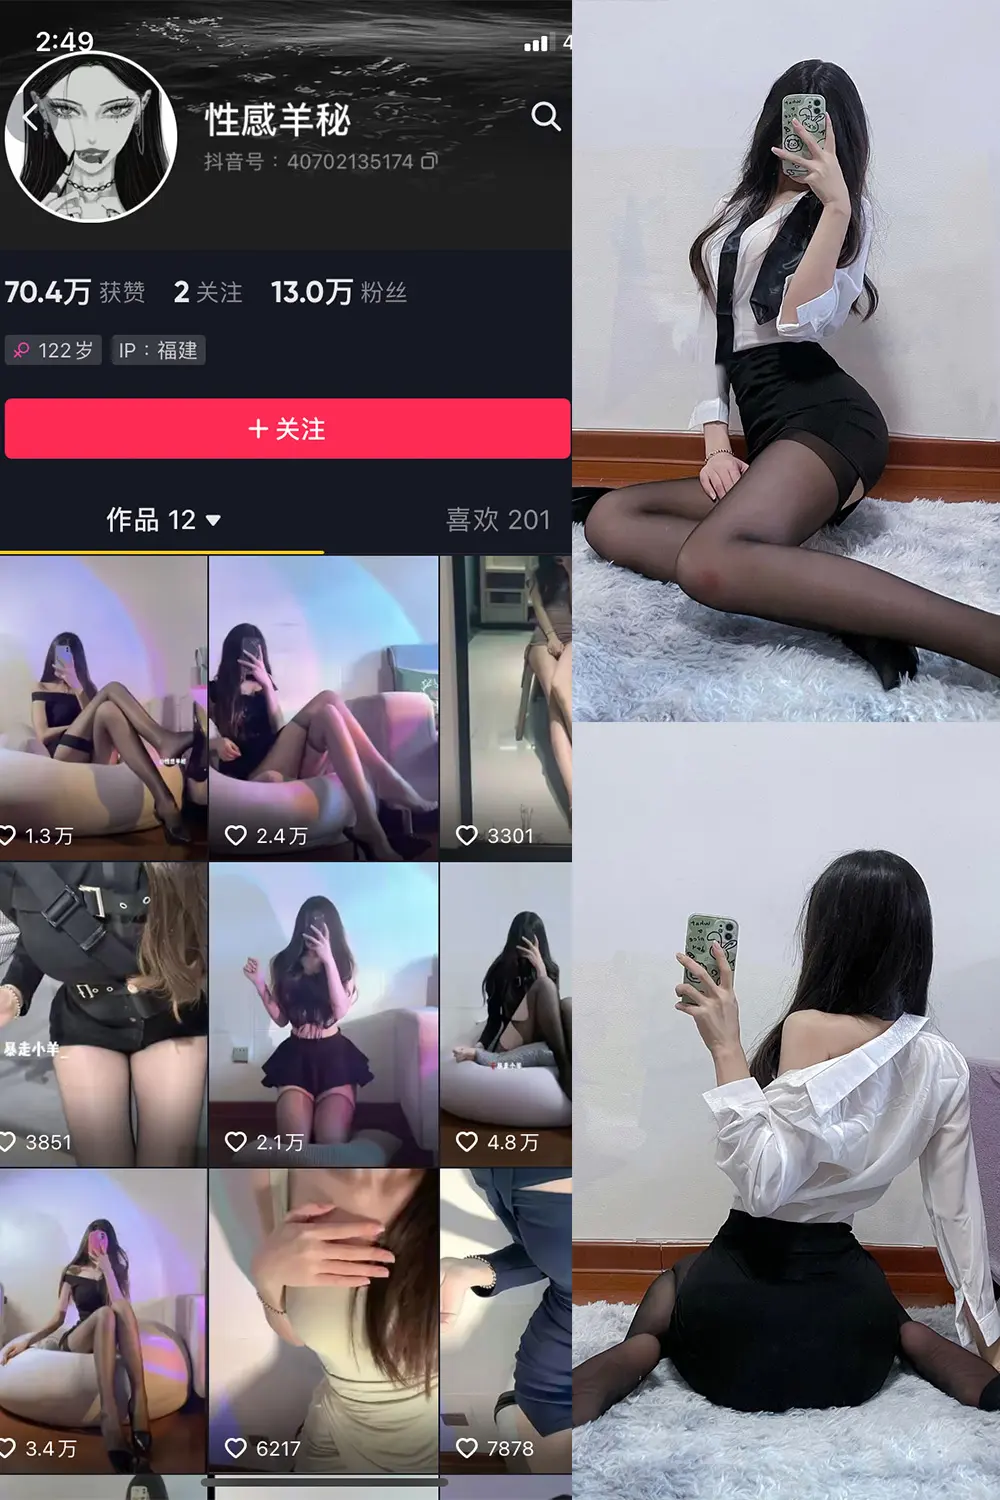 2:49
4
性感羊秘
抖音号：40702135174
70.4万 获赞 2 关注 13.0万 粉丝
122岁 IP：福建
+ 关注
作品 12 喜欢 201
1.3万 2.4万 3301
暴走小羊_
3851 2.1万 4.8万
3.4万 6217 7878